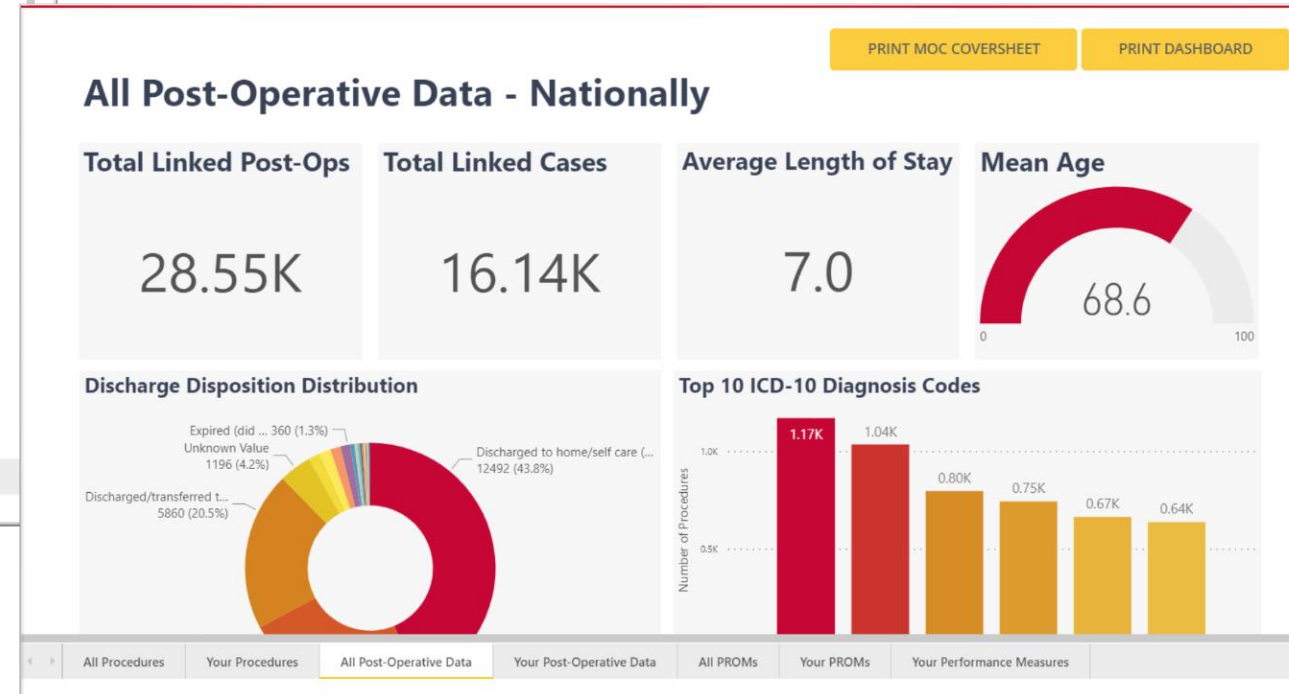 PRINT MOC COVERSHEET
PRINT DASHBOARD
All Post-Operative Data - Nationally
Total Linked Post-Ops
28.55K
Total Linked Cases
16.14K
Average Length of Stay
7.0
Mean Age
68.6
0
100
Discharge Disposition Distribution
Expired (did ... 360 (1.3%)
Unknown Value
1196 (4.2%)
Discharged/transferred t...
5860 (20.5%)
Discharged to home/self care (...
12492 (43.8%)
Top 10 ICD-10 Diagnosis Codes
Number of Procedures
1.0K
0.5K
1.17K
1.04K
0.80K
0.75K
0.67K
0.64K
All Procedures
Your Procedures
All Post-Operative Data
Your Post-Operative Data
All PROMs
Your PROMs
Your Performance Measures